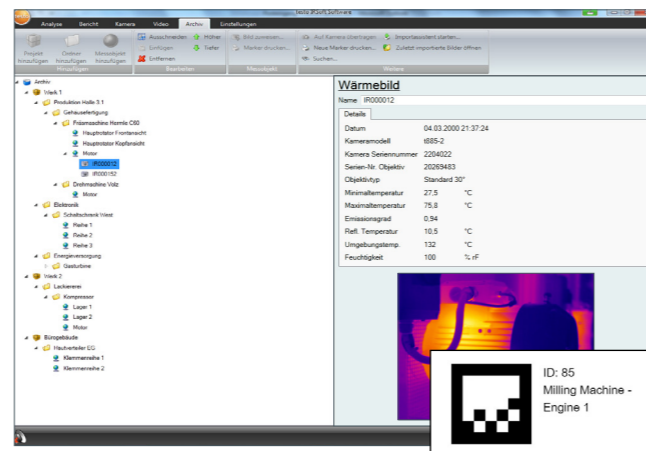 Testo IRSoft Software
Analyse Bericht Kamera Video Archiv Einstellungen
Projekt hinzufügen
Ordner hinzufügen
Messobjekt hinzufügen
Hinzufügen
Ausschneiden Höher
Einfügen Tiefer
Entfernen
Bearbeiten
Bild zuweisen...
Marker drucken...
Messobjekt
Auf Kamera übertragen Importassistent starten...
Neue Marker drucken... Zuletzt importierte Bilder öffnen
Suchen...
Weitere
Archiv
Werk 1
Produktion Halle 3.1
Gehäusefertigung
Fräsmaschine Hermle C60
Hauptrotator Frontansicht
Hauptrotator Kopfansicht
Motor
IR000012
IR000152
Drehmaschine Volz
Motor
Elektronik
Schaltschrank West
Reihe 1
Reihe 2
Reihe 3
Energieversorgung
Gasturbine
Werk 2
Lackiererei
Kompressor
Lager 1
Lager 2
Motor
Bürogebäude
Hautverteiler EG
Klemmenreihe 1
Klemmenreihe 2
Wärmebild
Name IR000012
Details
Datum 04.03.2000 21:37:24
Kameramodell t885-2
Kamera Seriennummer 2204022
Serien-Nr. Objektiv 20269483
Objektivtyp Standard 30°
Minimaltemperatur 27,5 °C
Maximaltemperatur 75,8 °C
Emissionsgrad 0,94
Refl. Temperatur 10,5 °C
Umgebungstemp. 132 °C
Feuchtigkeit 100 % rF
ID: 85
Milling Machine -
Engine 1